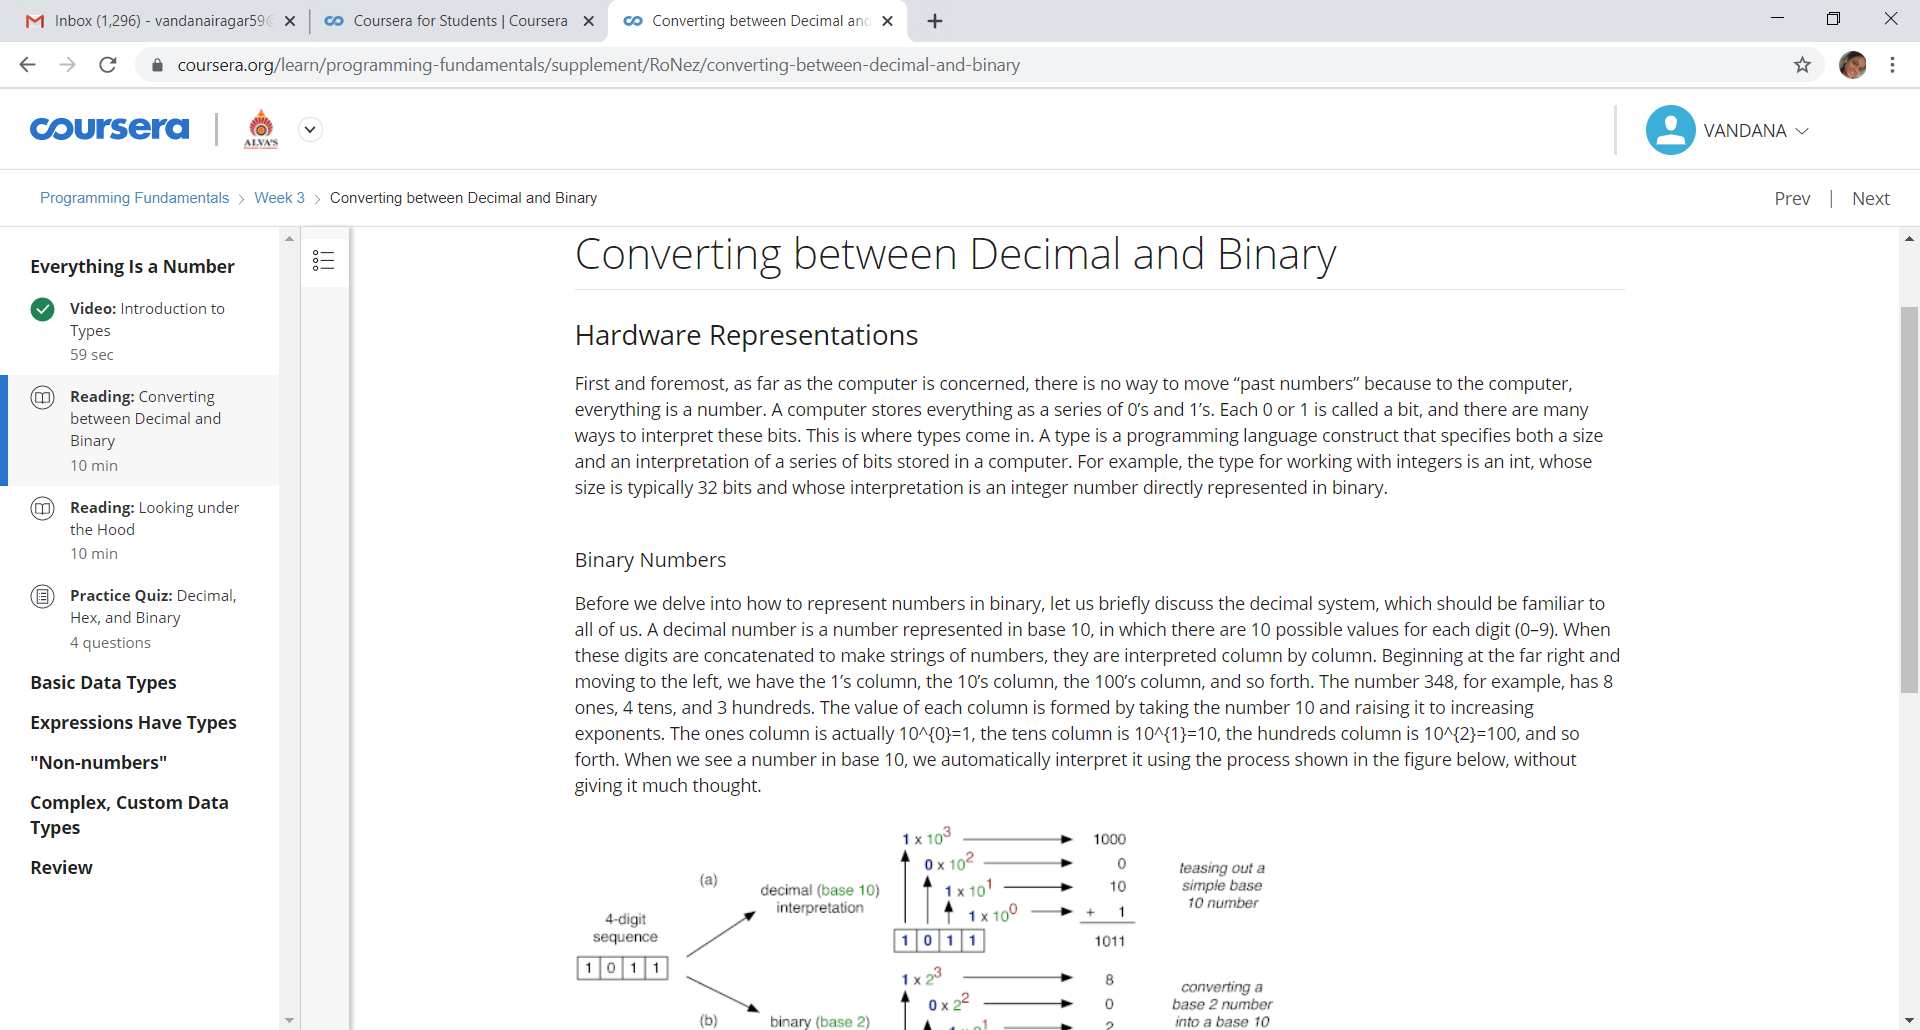 Inbox (1,296) - vandanairagar59
Coursera for Students | Coursera
Converting between Decimal and
coursera.org/learn/programming-fundamentals/supplement/RoNez/converting-between-decimal-and-binary
coursera
ALVA'S
VANDANA
Programming Fundamentals > Week 3 > Converting between Decimal and Binary
Prev | Next
Everything Is a Number
Video: Introduction to
Types
59 sec
Reading: Converting
between Decimal and
Binary
10 min
Reading: Looking under
the Hood
10 min
Practice Quiz: Decimal,
Hex, and Binary
4 questions
Basic Data Types
Expressions Have Types
"Non-numbers"
Complex, Custom Data
Types
Review
Converting between Decimal and Binary
Hardware Representations
First and foremost, as far as the computer is concerned, there is no way to move “past numbers” because to the computer,
everything is a number. A computer stores everything as a series of 0’s and 1’s. Each 0 or 1 is called a bit, and there are many
ways to interpret these bits. This is where types come in. A type is a programming language construct that specifies both a size
and an interpretation of a series of bits stored in a computer. For example, the type for working with integers is an int, whose
size is typically 32 bits and whose interpretation is an integer number directly represented in binary.
Binary Numbers
Before we delve into how to represent numbers in binary, let us briefly discuss the decimal system, which should be familiar to
all of us. A decimal number is a number represented in base 10, in which there are 10 possible values for each digit (0–9). When
these digits are concatenated to make strings of numbers, they are interpreted column by column. Beginning at the far right and
moving to the left, we have the 1’s column, the 10’s column, the 100’s column, and so forth. The number 348, for example, has 8
ones, 4 tens, and 3 hundreds. The value of each column is formed by taking the number 10 and raising it to increasing
exponents. The ones column is actually 10^{0}=1, the tens column is 10^{1}=10, the hundreds column is 10^{2}=100, and so
forth. When we see a number in base 10, we automatically interpret it using the process shown in the figure below, without
giving it much thought.
4-digit
sequence
1 0 1 1
(a)
decimal (base 10)
interpretation
1 x 10³ 1000
0 x 10² 0
1 x 10¹ 10
1 x 10⁰ + 1
1 0 1 1 1011
teasing out a
simple base
10 number
(b)
binary (base 2)
1 x 2³ 8
0 x 2² 0
1 x 2¹ 2
converting a
base 2 number
into a base 10